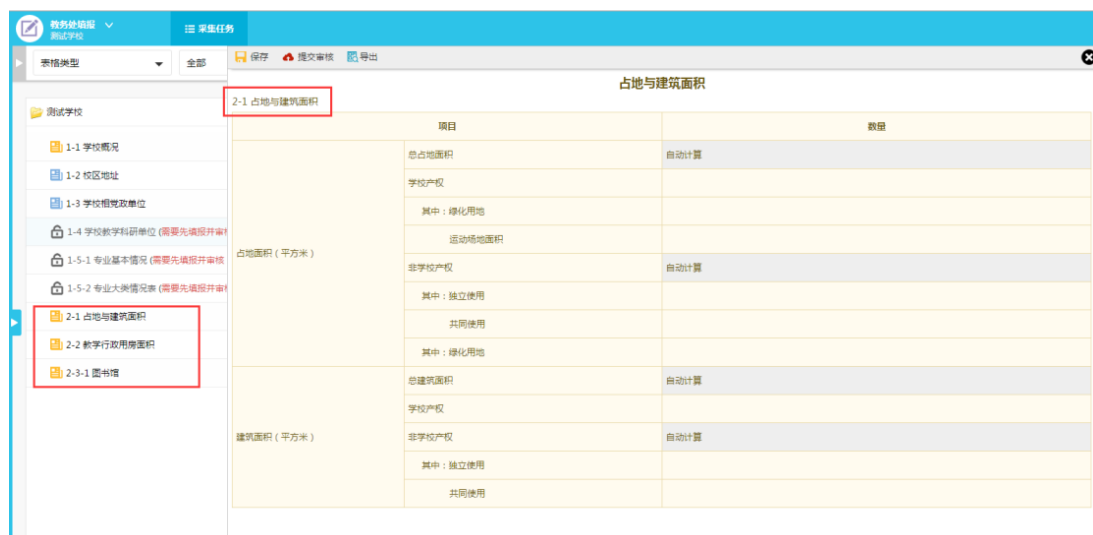 教务处填报
测试学校
采集任务
表格类型
全部
保存 提交审核 导出
占地与建筑面积
2-1 占地与建筑面积
测试学校
1-1 学校概况
1-2 校区地址
1-3 学校相党政单位
1-4 学校教学科研单位 (需要先填报并审核
1-5-1 专业基本情况 (需要先填报并审核
1-5-2 专业大类情况表 (需要先填报并审核
2-1 占地与建筑面积
2-2 教学行政用房面积
2-3-1 图书馆
项目 数量
占地面积（平方米）
总占地面积 自动计算
学校产权
其中：绿化用地
运动场地面积
非学校产权 自动计算
其中：独立使用
共同使用
其中：绿化用地
建筑面积（平方米）
总建筑面积 自动计算
学校产权
非学校产权 自动计算
其中：独立使用
共同使用